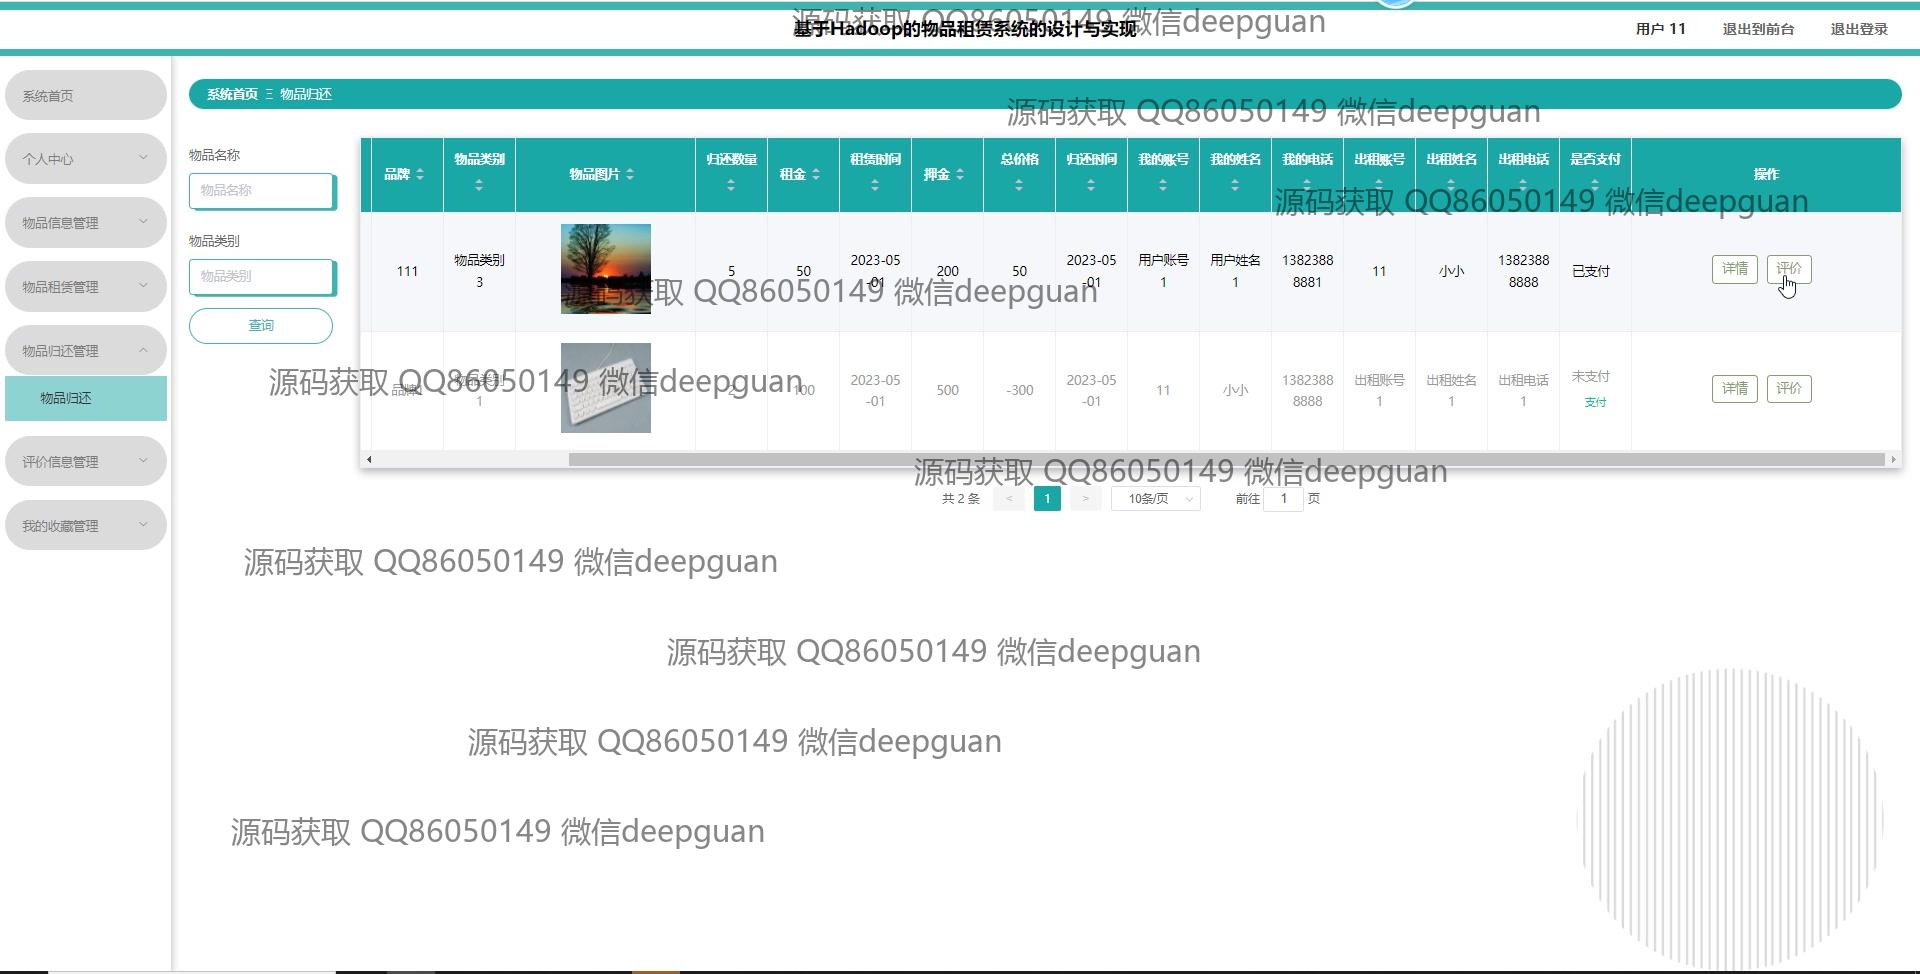 源码获取 QQ86050149 微信deepguan
基于Hadoop的物品租赁系统的设计与实现
用户 11
退出到前台
退出登录
系统首页
个人中心
物品信息管理
物品租赁管理
物品归还管理
物品归还
评价信息管理
我的收藏管理
系统首页 Ξ 物品归还
源码获取 QQ86050149 微信deepguan
物品名称
物品名称
物品类别
物品类别
查询
品牌 物品类别 物品图片 归还数量 租金 租赁时间 押金 总价格 归还时间 我的账号 我的姓名 我的电话 出租账号 出租姓名 出租电话 是否支付 操作
源码获取 QQ86050149 微信deepguan
111 物品类别3 5 50 2023-05-01 200 50 2023-05-01 用户账号1 用户姓名1 13823888881 11 小小 13823888888 已支付 详情 评价
源码获取 QQ86050149 微信deepguan
品牌1 物品类别1 2 100 2023-05-01 500 -300 2023-05-01 11 小小 13823888888 出租账号1 出租姓名1 出租电话1 未支付 支付 详情 评价
源码获取 QQ86050149 微信deepguan
源码获取 QQ86050149 微信deepguan
共 2 条 < 1 > 10条/页 前往 1 页
源码获取 QQ86050149 微信deepguan
源码获取 QQ86050149 微信deepguan
源码获取 QQ86050149 微信deepguan
源码获取 QQ86050149 微信deepguan